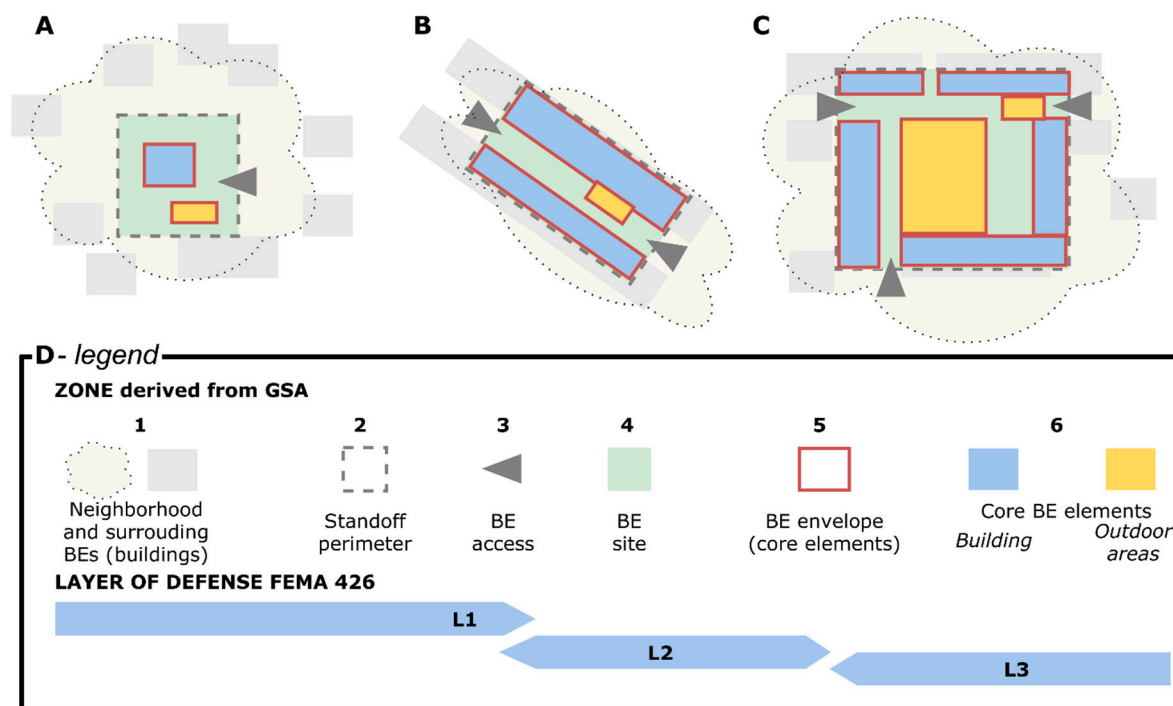 A
B
C
D - legend
ZONE derived from GSA
1
2
3
4
5
6
Neighborhood
and surrouding
BEs (buildings)
Standoff
perimeter
BE
access
BE
site
BE envelope
(core elements)
Core BE elements
Building
Outdoor
areas
LAYER OF DEFENSE FEMA 426
L1
L2
L3